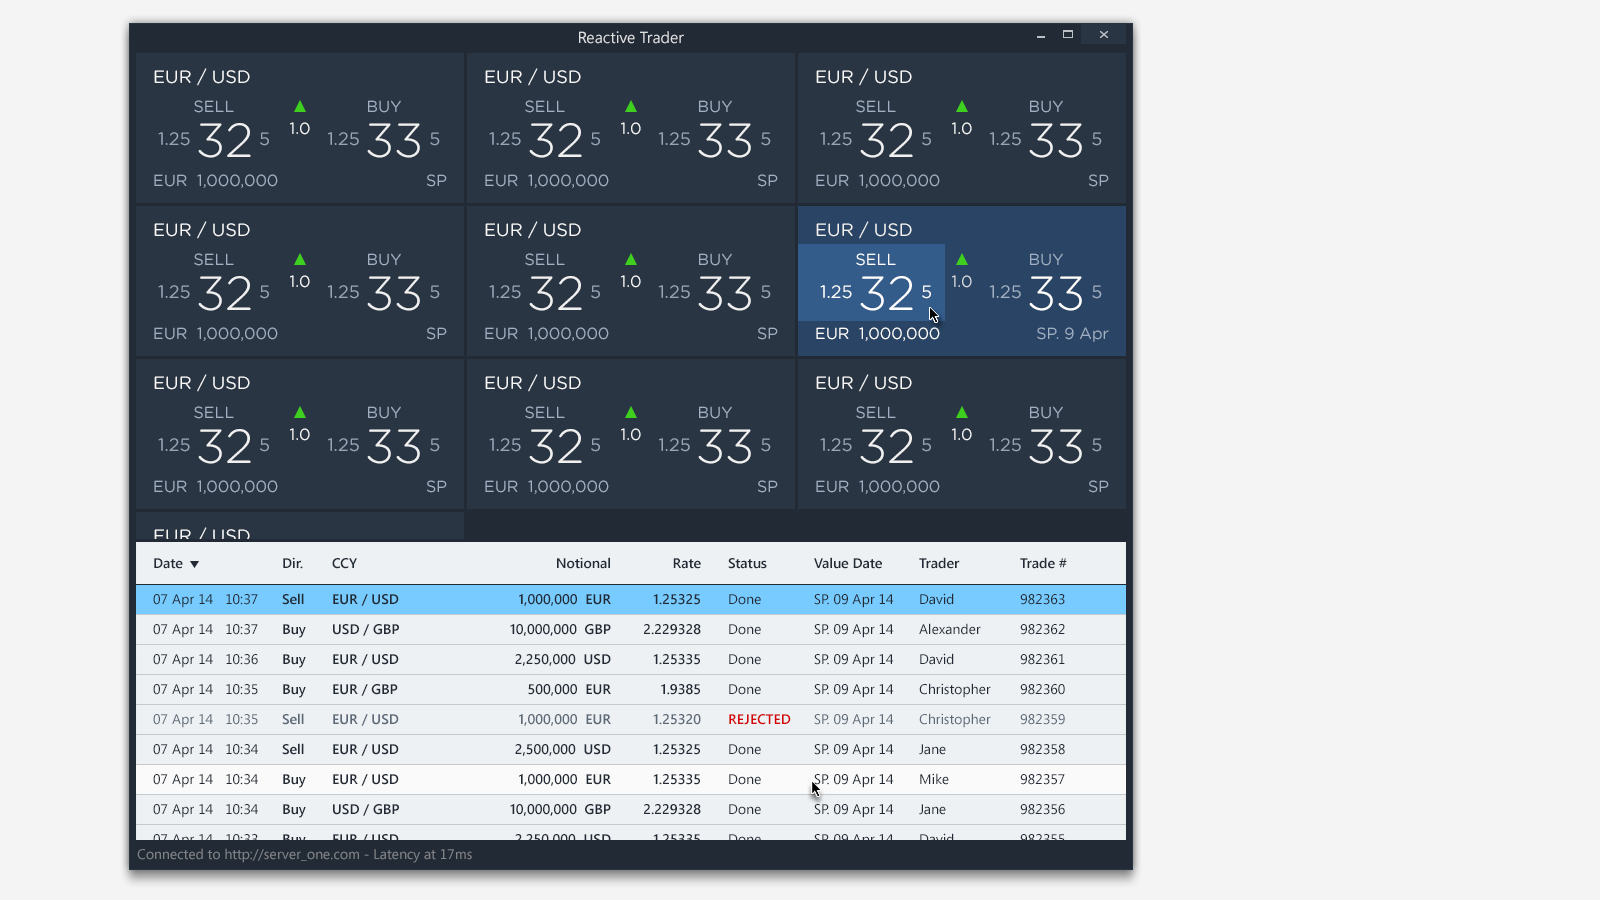 Reactive Trader
EUR / USD EUR / USD EUR / USD
SELL BUY SELL BUY SELL BUY
1.25 32 5 1.0 1.25 33 5 1.25 32 5 1.0 1.25 33 5 1.25 32 5 1.0 1.25 33 5
EUR 1,000,000 SP EUR 1,000,000 SP EUR 1,000,000 SP
EUR / USD EUR / USD EUR / USD
SELL BUY SELL BUY SELL BUY
1.25 32 5 1.0 1.25 33 5 1.25 32 5 1.0 1.25 33 5 1.25 32 5 1.0 1.25 33 5
EUR 1,000,000 SP EUR 1,000,000 SP EUR 1,000,000 SP. 9 Apr
EUR / USD EUR / USD EUR / USD
SELL BUY SELL BUY SELL BUY
1.25 32 5 1.0 1.25 33 5 1.25 32 5 1.0 1.25 33 5 1.25 32 5 1.0 1.25 33 5
EUR 1,000,000 SP EUR 1,000,000 SP EUR 1,000,000 SP
EUR / USD
Date ▼ Dir. CCY Notional Rate Status Value Date Trader Trade #
07 Apr 14 10:37 Sell EUR / USD 1,000,000 EUR 1.25325 Done SP. 09 Apr 14 David 982363
07 Apr 14 10:37 Buy USD / GBP 10,000,000 GBP 2.229328 Done SP. 09 Apr 14 Alexander 982362
07 Apr 14 10:36 Buy EUR / USD 2,250,000 USD 1.25335 Done SP. 09 Apr 14 David 982361
07 Apr 14 10:35 Buy EUR / GBP 500,000 EUR 1.9385 Done SP. 09 Apr 14 Christopher 982360
07 Apr 14 10:35 Sell EUR / USD 1,000,000 EUR 1.25320 REJECTED SP. 09 Apr 14 Christopher 982359
07 Apr 14 10:34 Sell EUR / USD 2,500,000 USD 1.25325 Done SP. 09 Apr 14 Jane 982358
07 Apr 14 10:34 Buy EUR / USD 1,000,000 EUR 1.25335 Done SP. 09 Apr 14 Mike 982357
07 Apr 14 10:34 Buy USD / GBP 10,000,000 GBP 2.229328 Done SP. 09 Apr 14 Jane 982356
07 Apr 14 10:33 Buy EUR / USD 2,250,000 USD 1.25335 Done SP. 09 Apr 14 David 982355
Connected to http://server_one.com - Latency at 17ms